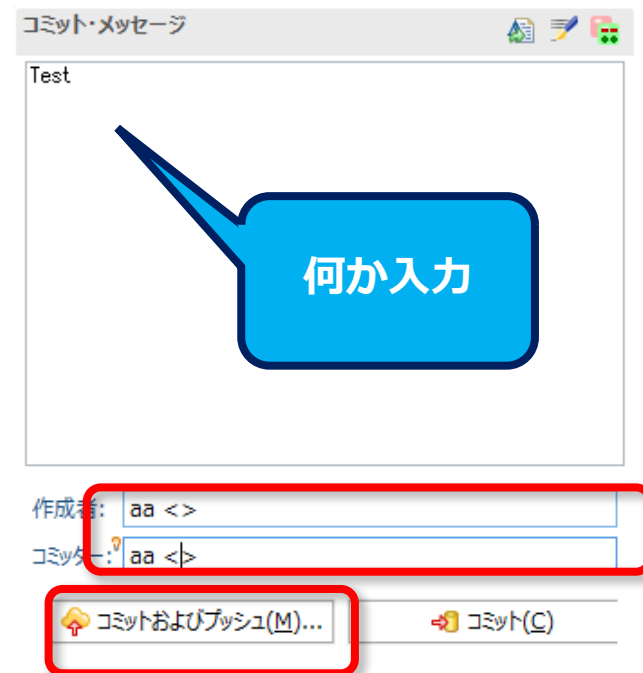 コミット・メッセージ
Test
何か入力
作成者: aa <>
コミッター: aa <>
コミットおよびプッシュ(M)... コミット(C)